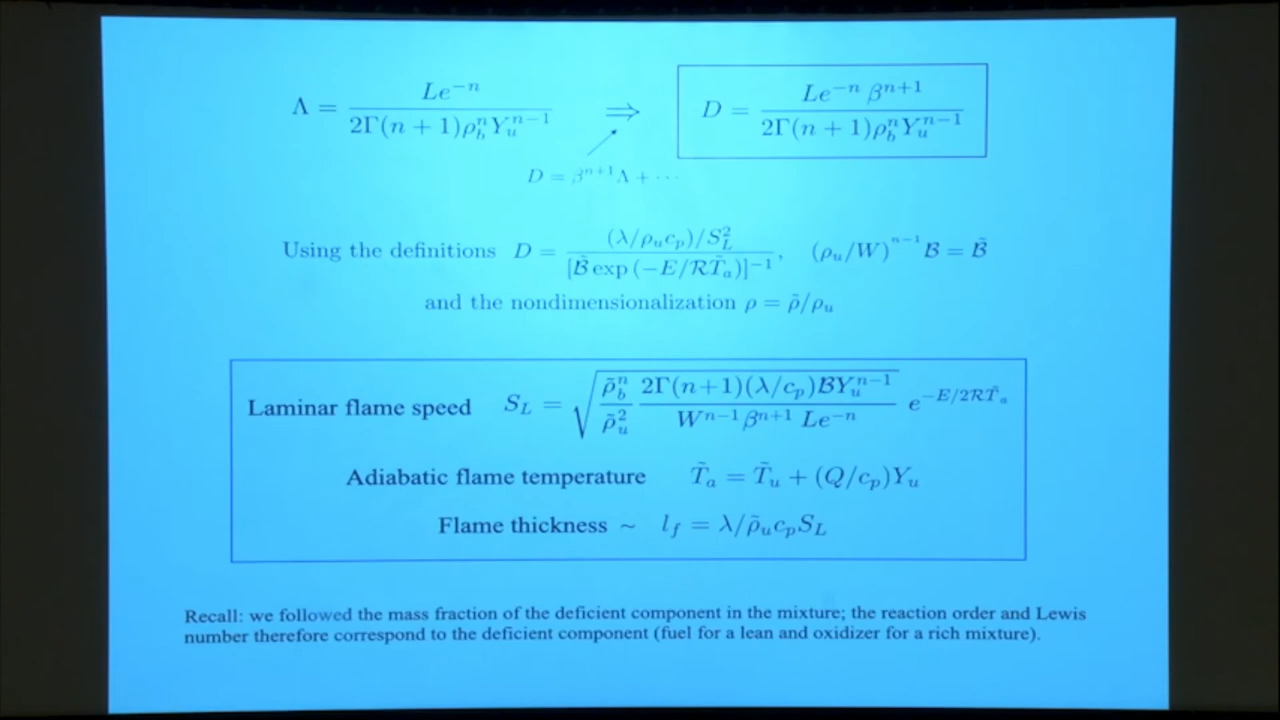 Λ = Le⁻ⁿ / 2Γ(n + 1)ρ_b^n Y_u^{n−1} ⇒ D = Le⁻ⁿ β^{n+1} / 2Γ(n + 1)ρ_b^n Y_u^{n−1}
D = β^{n+1}Λ + ···
Using the definitions D = (λ/ρ_u c_p)/S_L^2 / [B̃ exp (−E/RT̃_a)]^{−1}, (ρ_u/W)^{n−1} B = B̃
and the nondimensionalization ρ = ρ̃/ρ_u
Laminar flame speed S_L = √( ρ̃_b^n / ρ̃_u^2 · 2Γ(n+1)(λ/c_p)BY_u^{n−1} / W^{n−1}β^{n+1} Le^{−n} ) e^{−E/2RT̃_a}
Adiabatic flame temperature T̃_a = T̃_u + (Q/c_p)Y_u
Flame thickness ~ l_f = λ/ρ̃_u c_p S_L
Recall: we followed the mass fraction of the deficient component in the mixture; the reaction order and Lewis
number therefore correspond to the deficient component (fuel for a lean and oxidizer for a rich mixture).